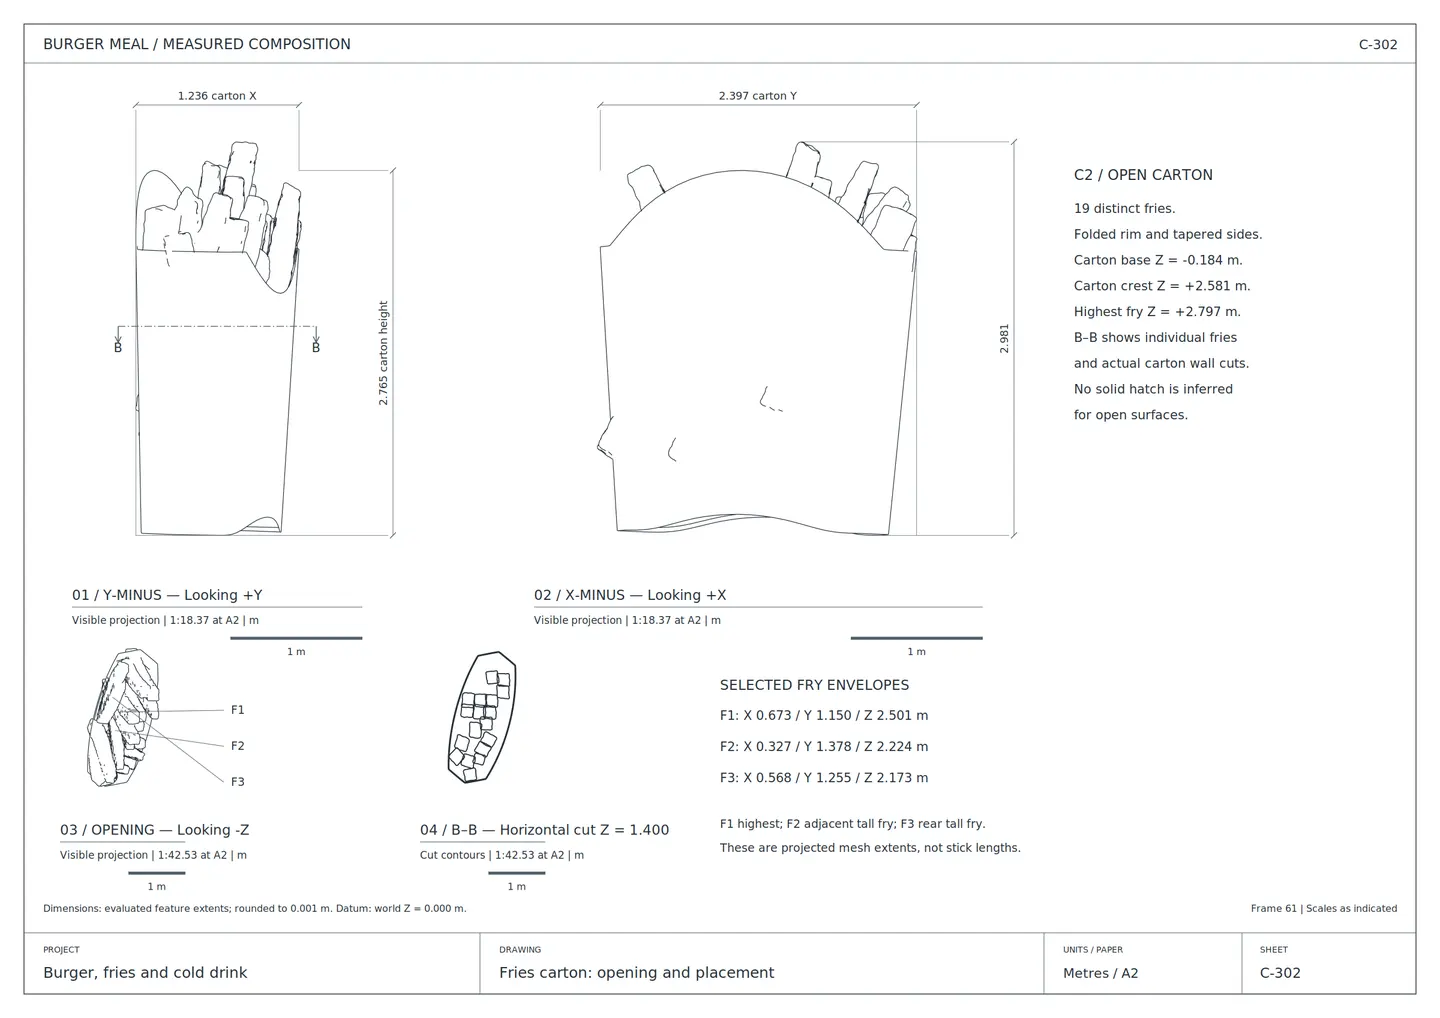 BURGER MEAL / MEASURED COMPOSITION
C-302
1.236 carton X
2.397 carton Y
2.765 carton height
2.981
B
B
C2 / OPEN CARTON
19 distinct fries.
Folded rim and tapered sides.
Carton base Z = -0.184 m.
Carton crest Z = +2.581 m.
Highest fry Z = +2.797 m.
B–B shows individual fries
and actual carton wall cuts.
No solid hatch is inferred
for open surfaces.
01 / Y-MINUS — Looking +Y
Visible projection | 1:18.37 at A2 | m
1 m
02 / X-MINUS — Looking +X
Visible projection | 1:18.37 at A2 | m
1 m
F1
F2
F3
03 / OPENING — Looking -Z
Visible projection | 1:42.53 at A2 | m
1 m
04 / B–B — Horizontal cut Z = 1.400
Cut contours | 1:42.53 at A2 | m
1 m
SELECTED FRY ENVELOPES
F1: X 0.673 / Y 1.150 / Z 2.501 m
F2: X 0.327 / Y 1.378 / Z 2.224 m
F3: X 0.568 / Y 1.255 / Z 2.173 m
F1 highest; F2 adjacent tall fry; F3 rear tall fry.
These are projected mesh extents, not stick lengths.
Dimensions: evaluated feature extents; rounded to 0.001 m. Datum: world Z = 0.000 m.
Frame 61 | Scales as indicated
PROJECT
Burger, fries and cold drink
DRAWING
Fries carton: opening and placement
UNITS / PAPER
Metres / A2
SHEET
C-302